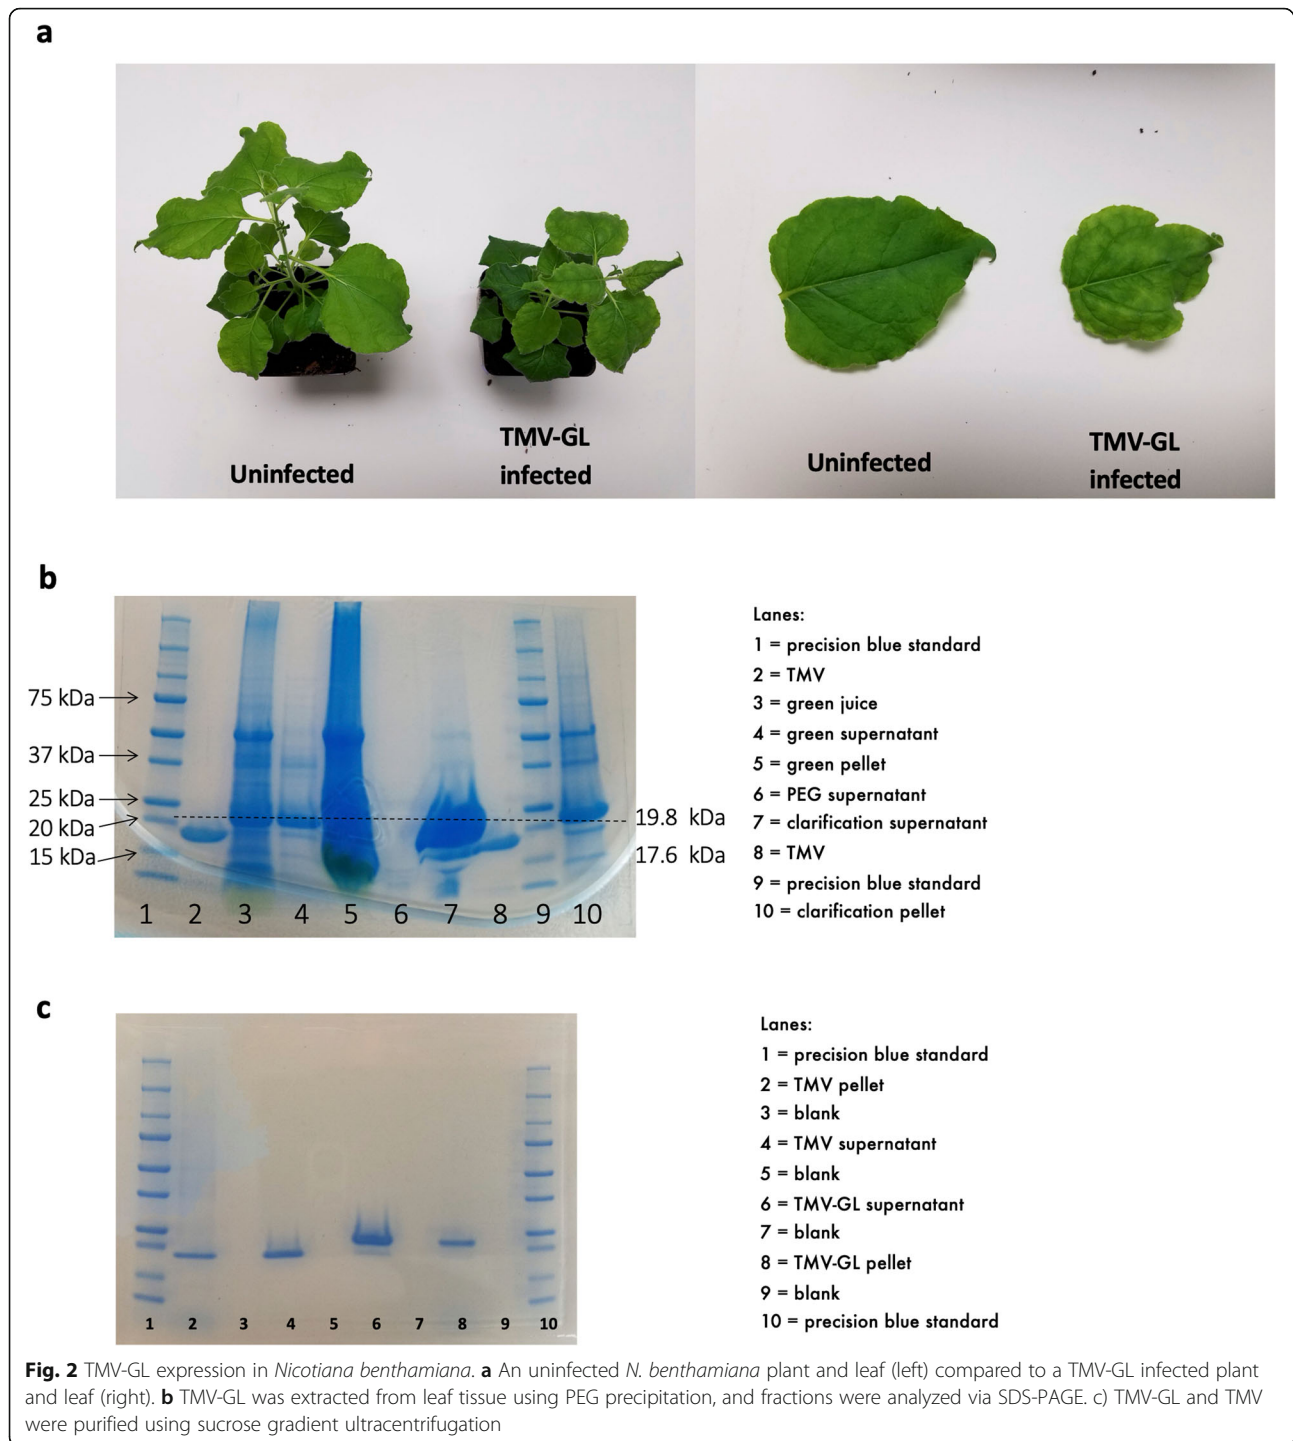 a
Uninfected
TMV-GL
infected
Uninfected
TMV-GL
infected
b
75 kDa
37 kDa
25 kDa
20 kDa
15 kDa
19.8 kDa
17.6 kDa
1 2 3 4 5 6 7 8 9 10
Lanes:
1 = precision blue standard
2 = TMV
3 = green juice
4 = green supernatant
5 = green pellet
6 = PEG supernatant
7 = clarification supernatant
8 = TMV
9 = precision blue standard
10 = clarification pellet
c
1 2 3 4 5 6 7 8 9 10
Lanes:
1 = precision blue standard
2 = TMV pellet
3 = blank
4 = TMV supernatant
5 = blank
6 = TMV-GL supernatant
7 = blank
8 = TMV-GL pellet
9 = blank
10 = precision blue standard
Fig. 2 TMV-GL expression in Nicotiana benthamiana. a An uninfected N. benthamiana plant and leaf (left) compared to a TMV-GL infected plant
and leaf (right). b TMV-GL was extracted from leaf tissue using PEG precipitation, and fractions were analyzed via SDS-PAGE. c) TMV-GL and TMV
were purified using sucrose gradient ultracentrifugation